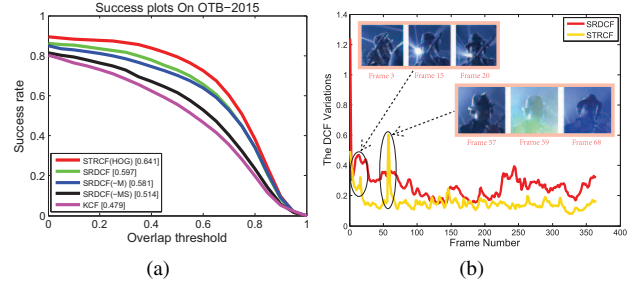 Success plots On OTB−2015
Success rate
1
0.8
0.6
0.4
0.2
0
STRCF(HOG) [0.641]
SRDCF [0.597]
SRDCF(−M) [0.581]
SRDCF(−MS) [0.514]
KCF [0.479]
0 0.2 0.4 0.6 0.8 1
Overlap threshold
(a)
The DCF Variations
1.4
1.2
1
0.8
0.6
0.4
0.2
0
SRDCF
STRCF
Frame 3 Frame 15 Frame 20
Frame 57 Frame 59 Frame 68
0 50 100 150 200 250 300 350 400
Frame Number
(b)